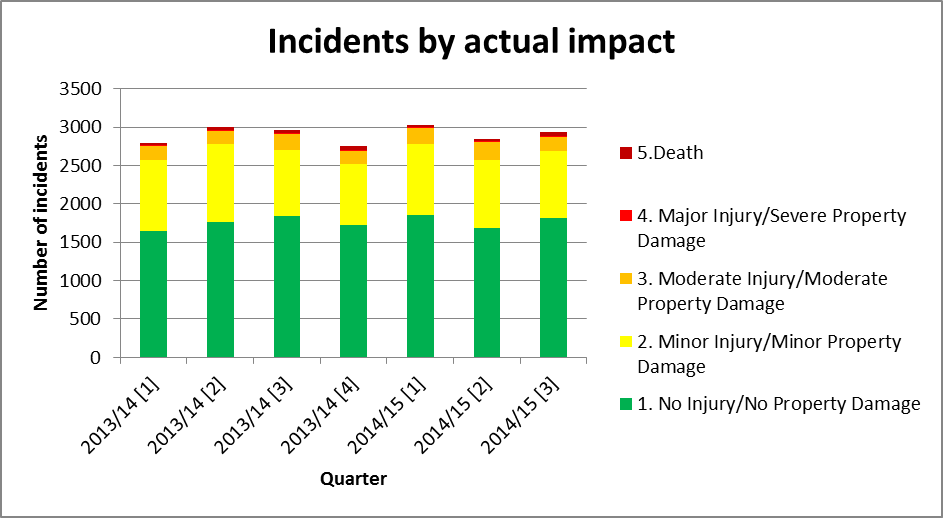 Incidents by actual impact
Number of incidents
3500
3000
2500
2000
1500
1000
500
0
2013/14 [1]
2013/14 [2]
2013/14 [3]
2013/14 [4]
2014/15 [1]
2014/15 [2]
2014/15 [3]
Quarter
5.Death
4. Major Injury/Severe Property
Damage
3. Moderate Injury/Moderate
Property Damage
2. Minor Injury/Minor Property
Damage
1. No Injury/No Property Damage